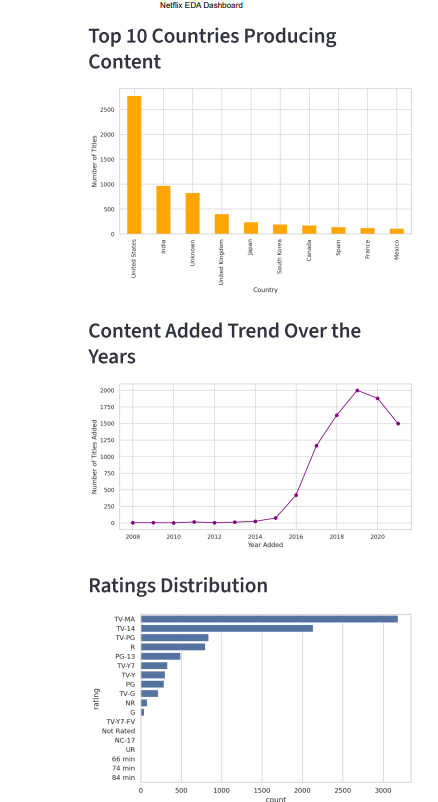 Netflix EDA Dashboard
Top 10 Countries Producing
Content
2500
2000
1500
1000
500
0
Number of Titles
United States
India
Unknown
United Kingdom
Japan
South Korea
Canada
Spain
France
Mexico
Country
Content Added Trend Over the
Years
2000
1750
1500
1250
1000
750
500
250
0
Number of Titles Added
2008 2010 2012 2014 2016 2018 2020
Year Added
Ratings Distribution
TV-MA
TV-14
TV-PG
R
PG-13
TV-Y7
TV-Y
PG
TV-G
NR
G
TV-Y7-FV
Not Rated
NC-17
UR
66 min
74 min
84 min
rating
0 500 1000 1500 2000 2500 3000
count